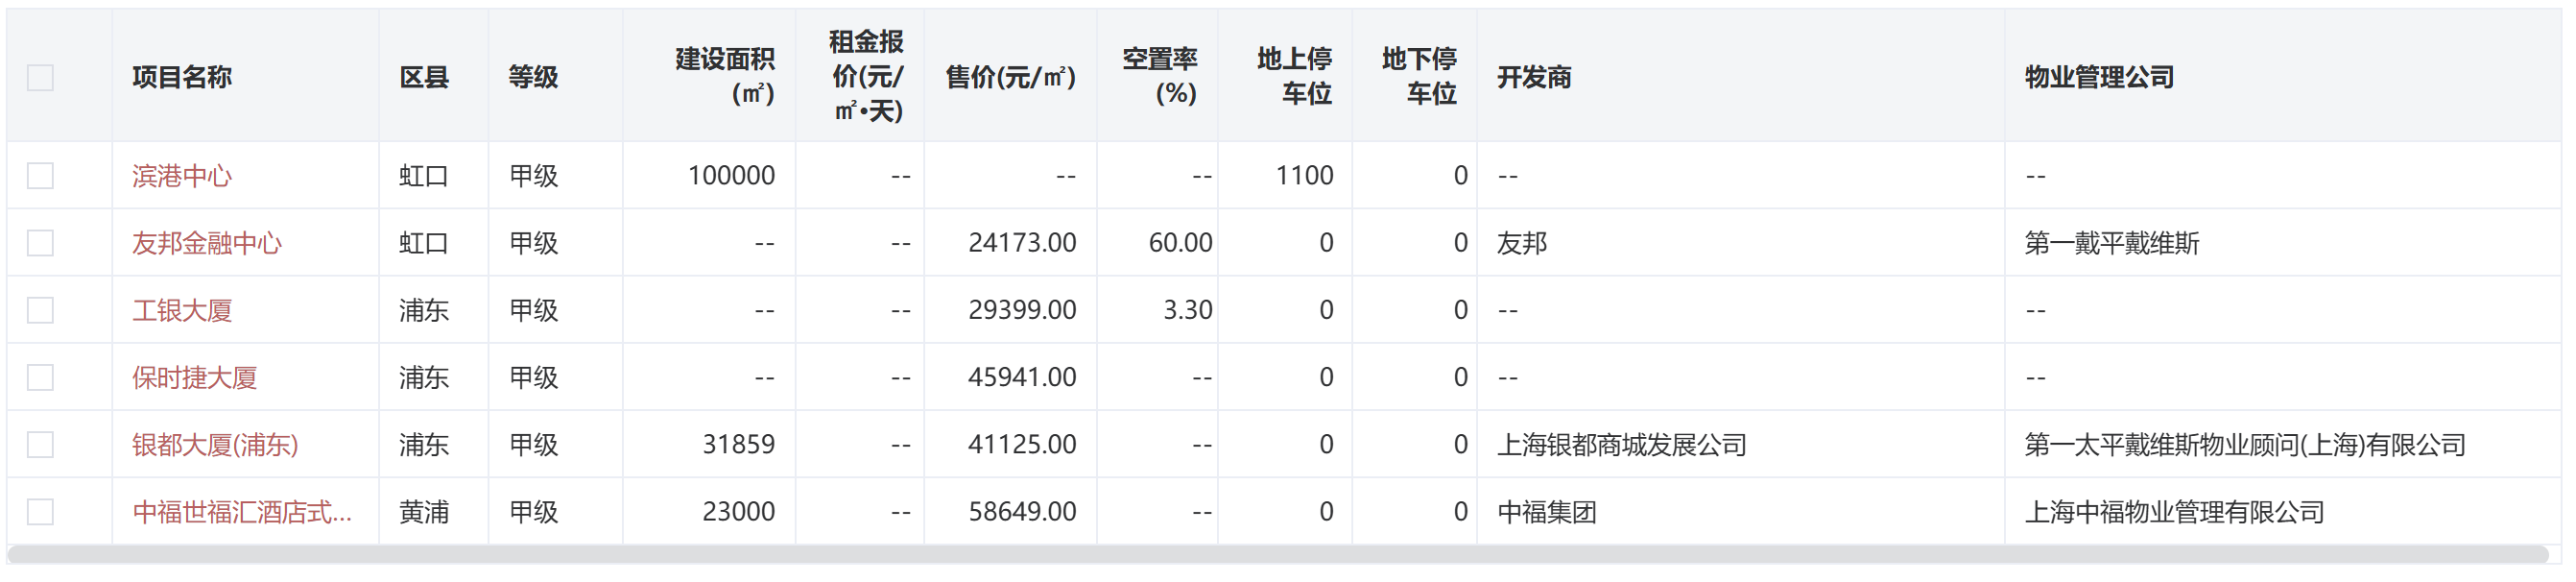 项目名称 区县 等级 建设面积(㎡) 租金报价(元/㎡•天) 售价(元/㎡) 空置率(%) 地上停车位 地下停车位 开发商 物业管理公司
滨港中心 虹口 甲级 100000 -- -- -- 1100 0 -- --
友邦金融中心 虹口 甲级 -- -- 24173.00 60.00 0 0 友邦 第一戴平戴维斯
工银大厦 浦东 甲级 -- -- 29399.00 3.30 0 0 -- --
保时捷大厦 浦东 甲级 -- -- 45941.00 -- 0 0 -- --
银都大厦(浦东) 浦东 甲级 31859 -- 41125.00 -- 0 0 上海银都商城发展公司 第一太平戴维斯物业顾问(上海)有限公司
中福世福汇酒店式... 黄浦 甲级 23000 -- 58649.00 -- 0 0 中福集团 上海中福物业管理有限公司